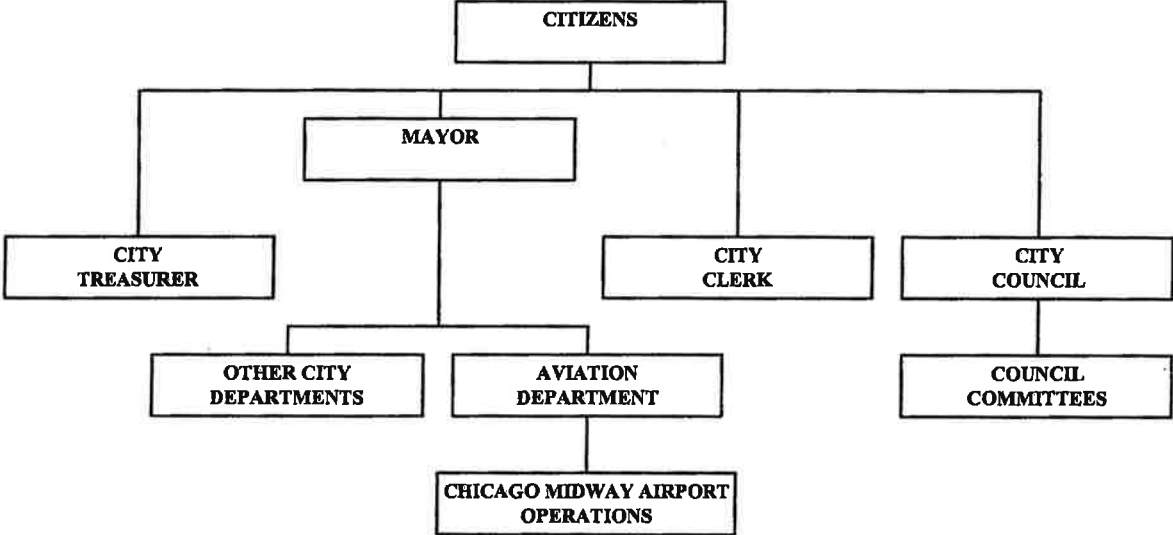 CITIZENS
MAYOR
CITY
TREASURER
CITY
CLERK
CITY
COUNCIL
OTHER CITY
DEPARTMENTS
AVIATION
DEPARTMENT
COUNCIL
COMMITTEES
CHICAGO MIDWAY AIRPORT
OPERATIONS